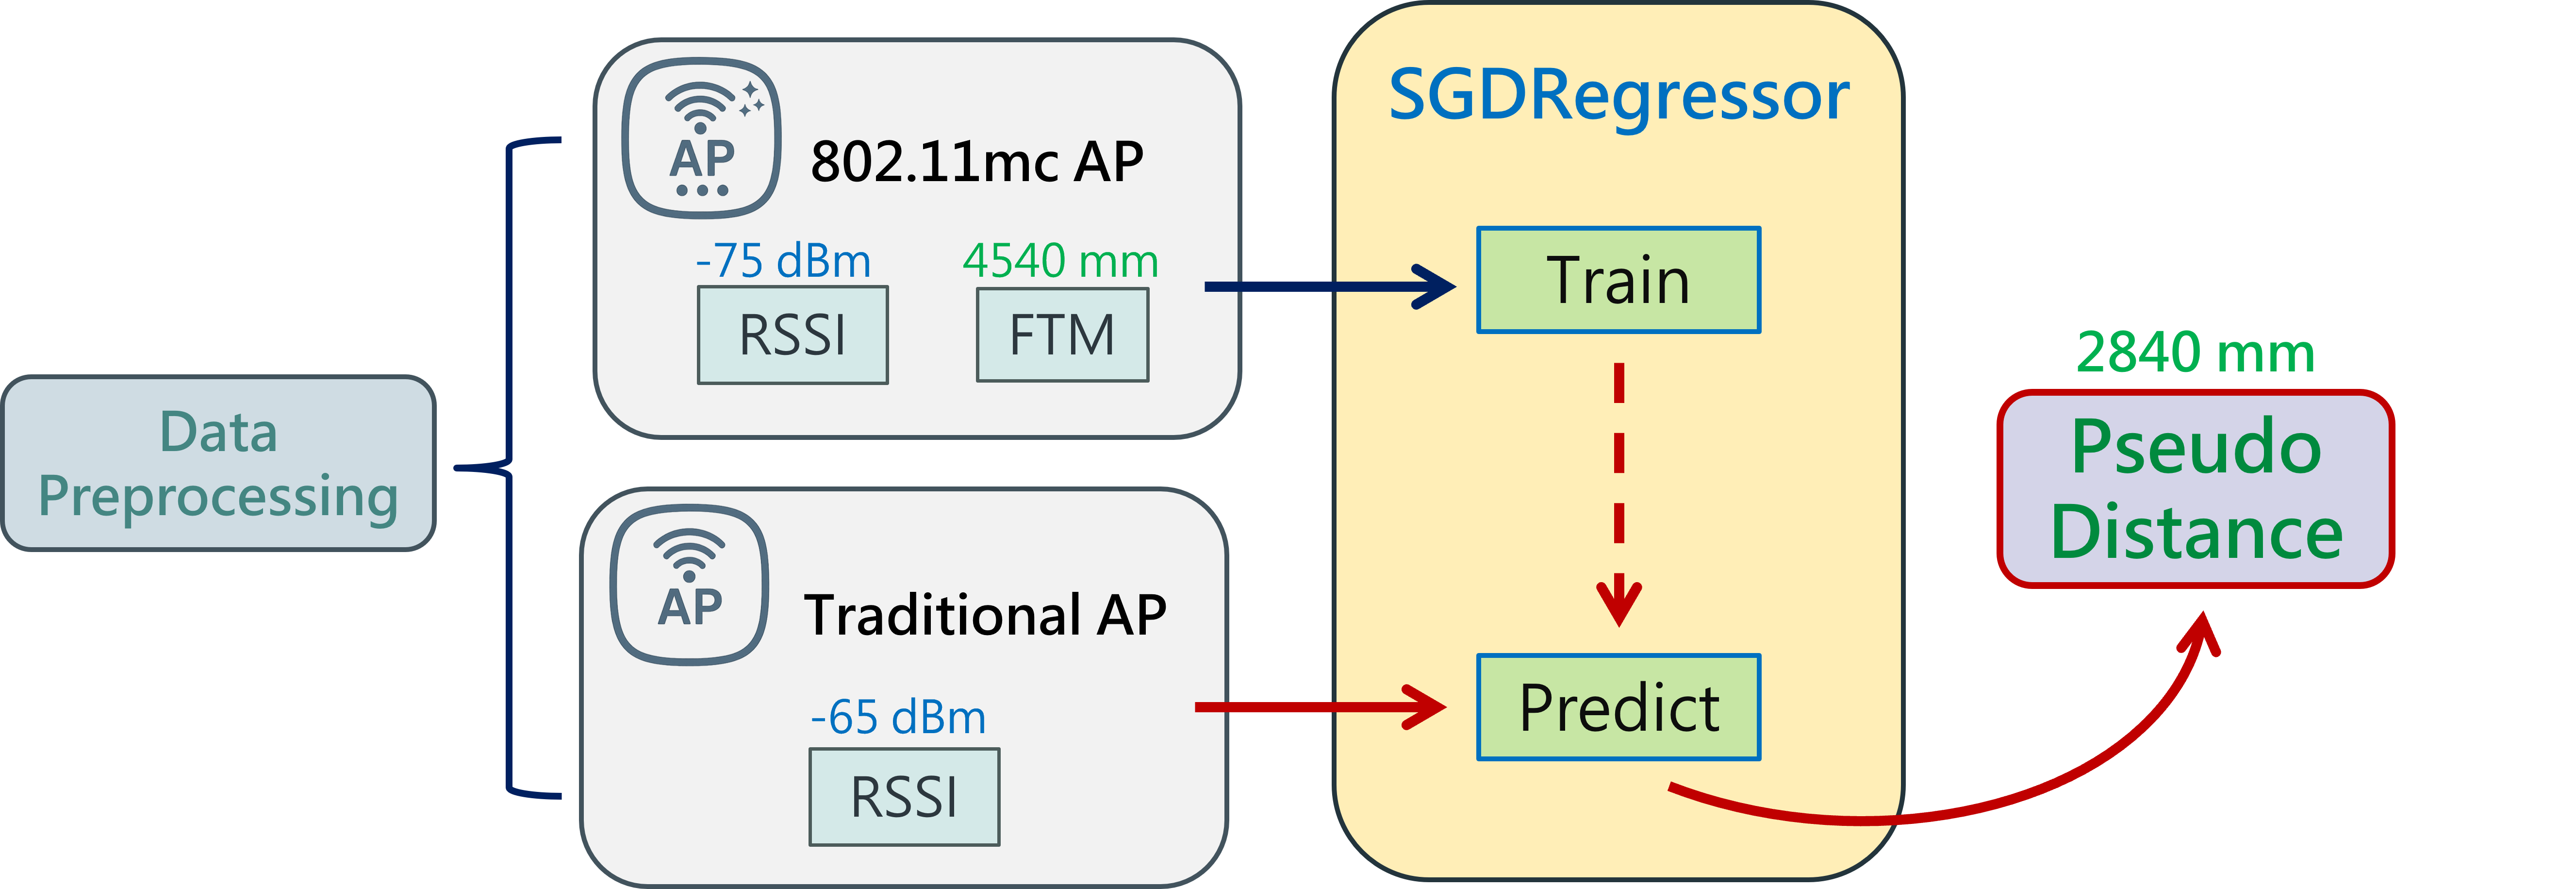 Data
Preprocessing
AP
802.11mc AP
-75 dBm
4540 mm
RSSI
FTM
AP
Traditional AP
-65 dBm
RSSI
SGDRegressor
Train
Predict
2840 mm
Pseudo
Distance